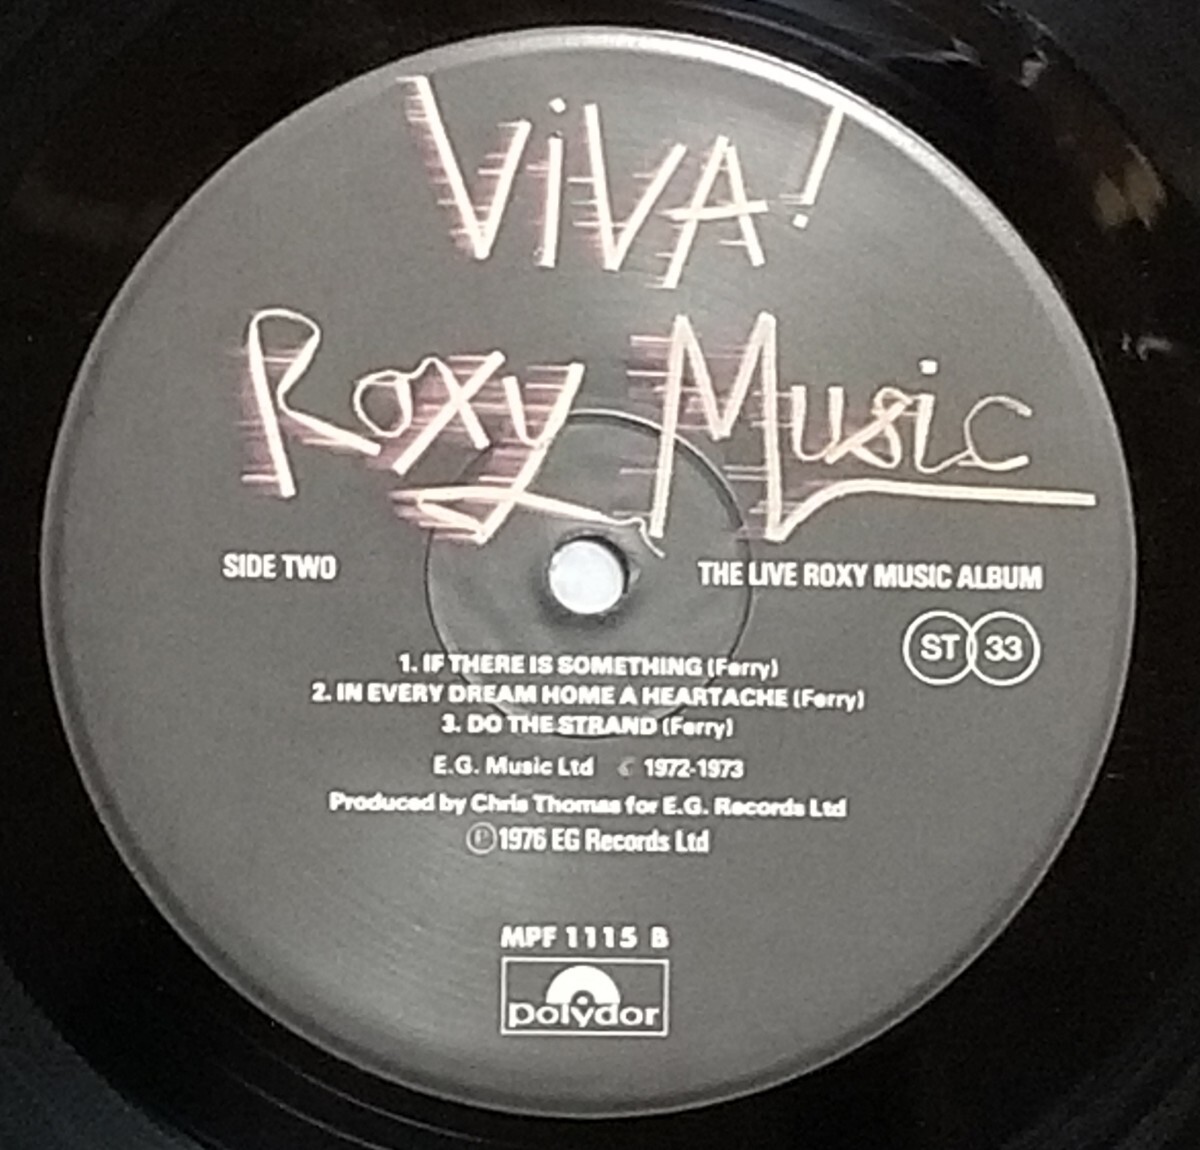 ViVA!
Roxy Music
SIDE TWO
THE LIVE ROXY MUSIC ALBUM
ST 33
1. IF THERE IS SOMETHING (Ferry)
2. IN EVERY DREAM HOME A HEARTACHE (Ferry)
3. DO THE STRAND (Ferry)
E.G. Music Ltd © 1972-1973
Produced by Chris Thomas for E.G. Records Ltd
℗ 1976 EG Records Ltd
MPF 1115 B
polydor